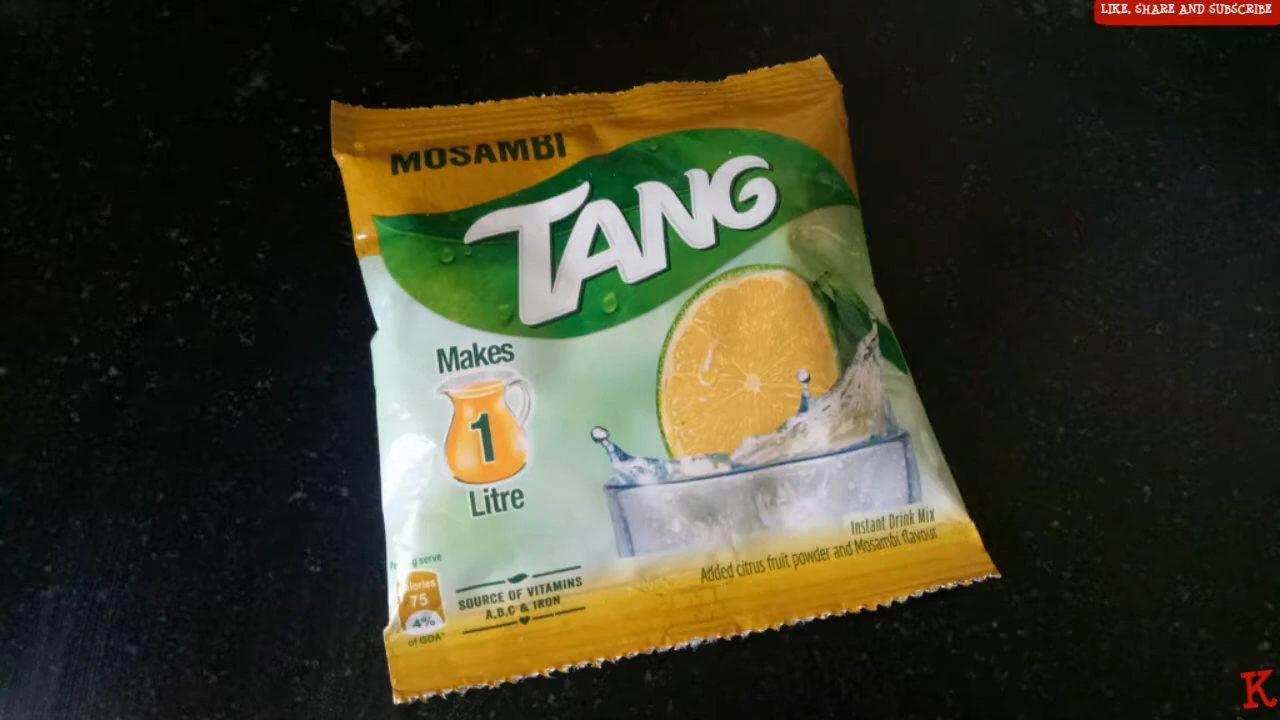 LIKE, SHARE AND SUBSCRIBE
MOSAMBI
TANG
Makes
1
Litre
Instant Drink Mix
Added citrus fruit powder and Mosambi flavour
serve
75
4%
of GDA*
SOURCE OF VITAMINS
A,B,C & IRON
K